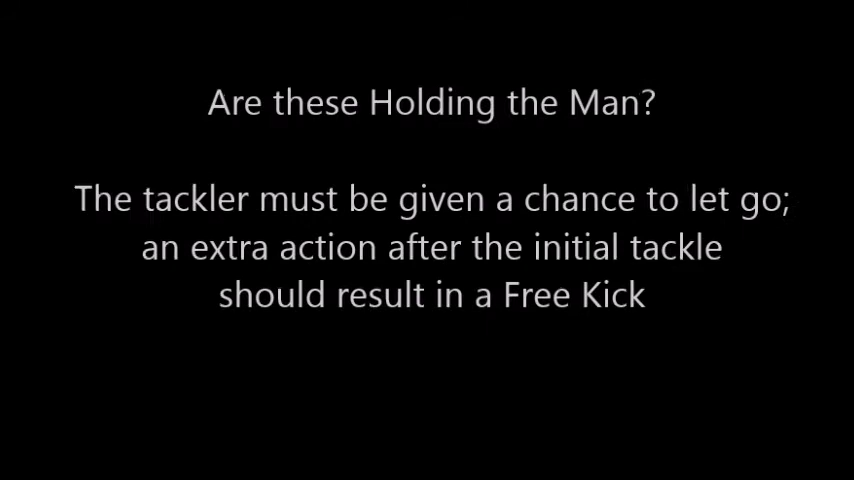 Are these Holding the Man?
The tackler must be given a chance to let go;
an extra action after the initial tackle
should result in a Free Kick